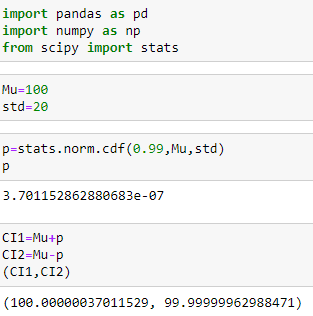 import pandas as pd
import numpy as np
from scipy import stats
Mu=100
std=20
p=stats.norm.cdf(0.99,Mu,std)
p
3.701152862880683e-07
CI1=Mu+p
CI2=Mu-p
(CI1,CI2)
(100.00000037011529, 99.99999962988471)